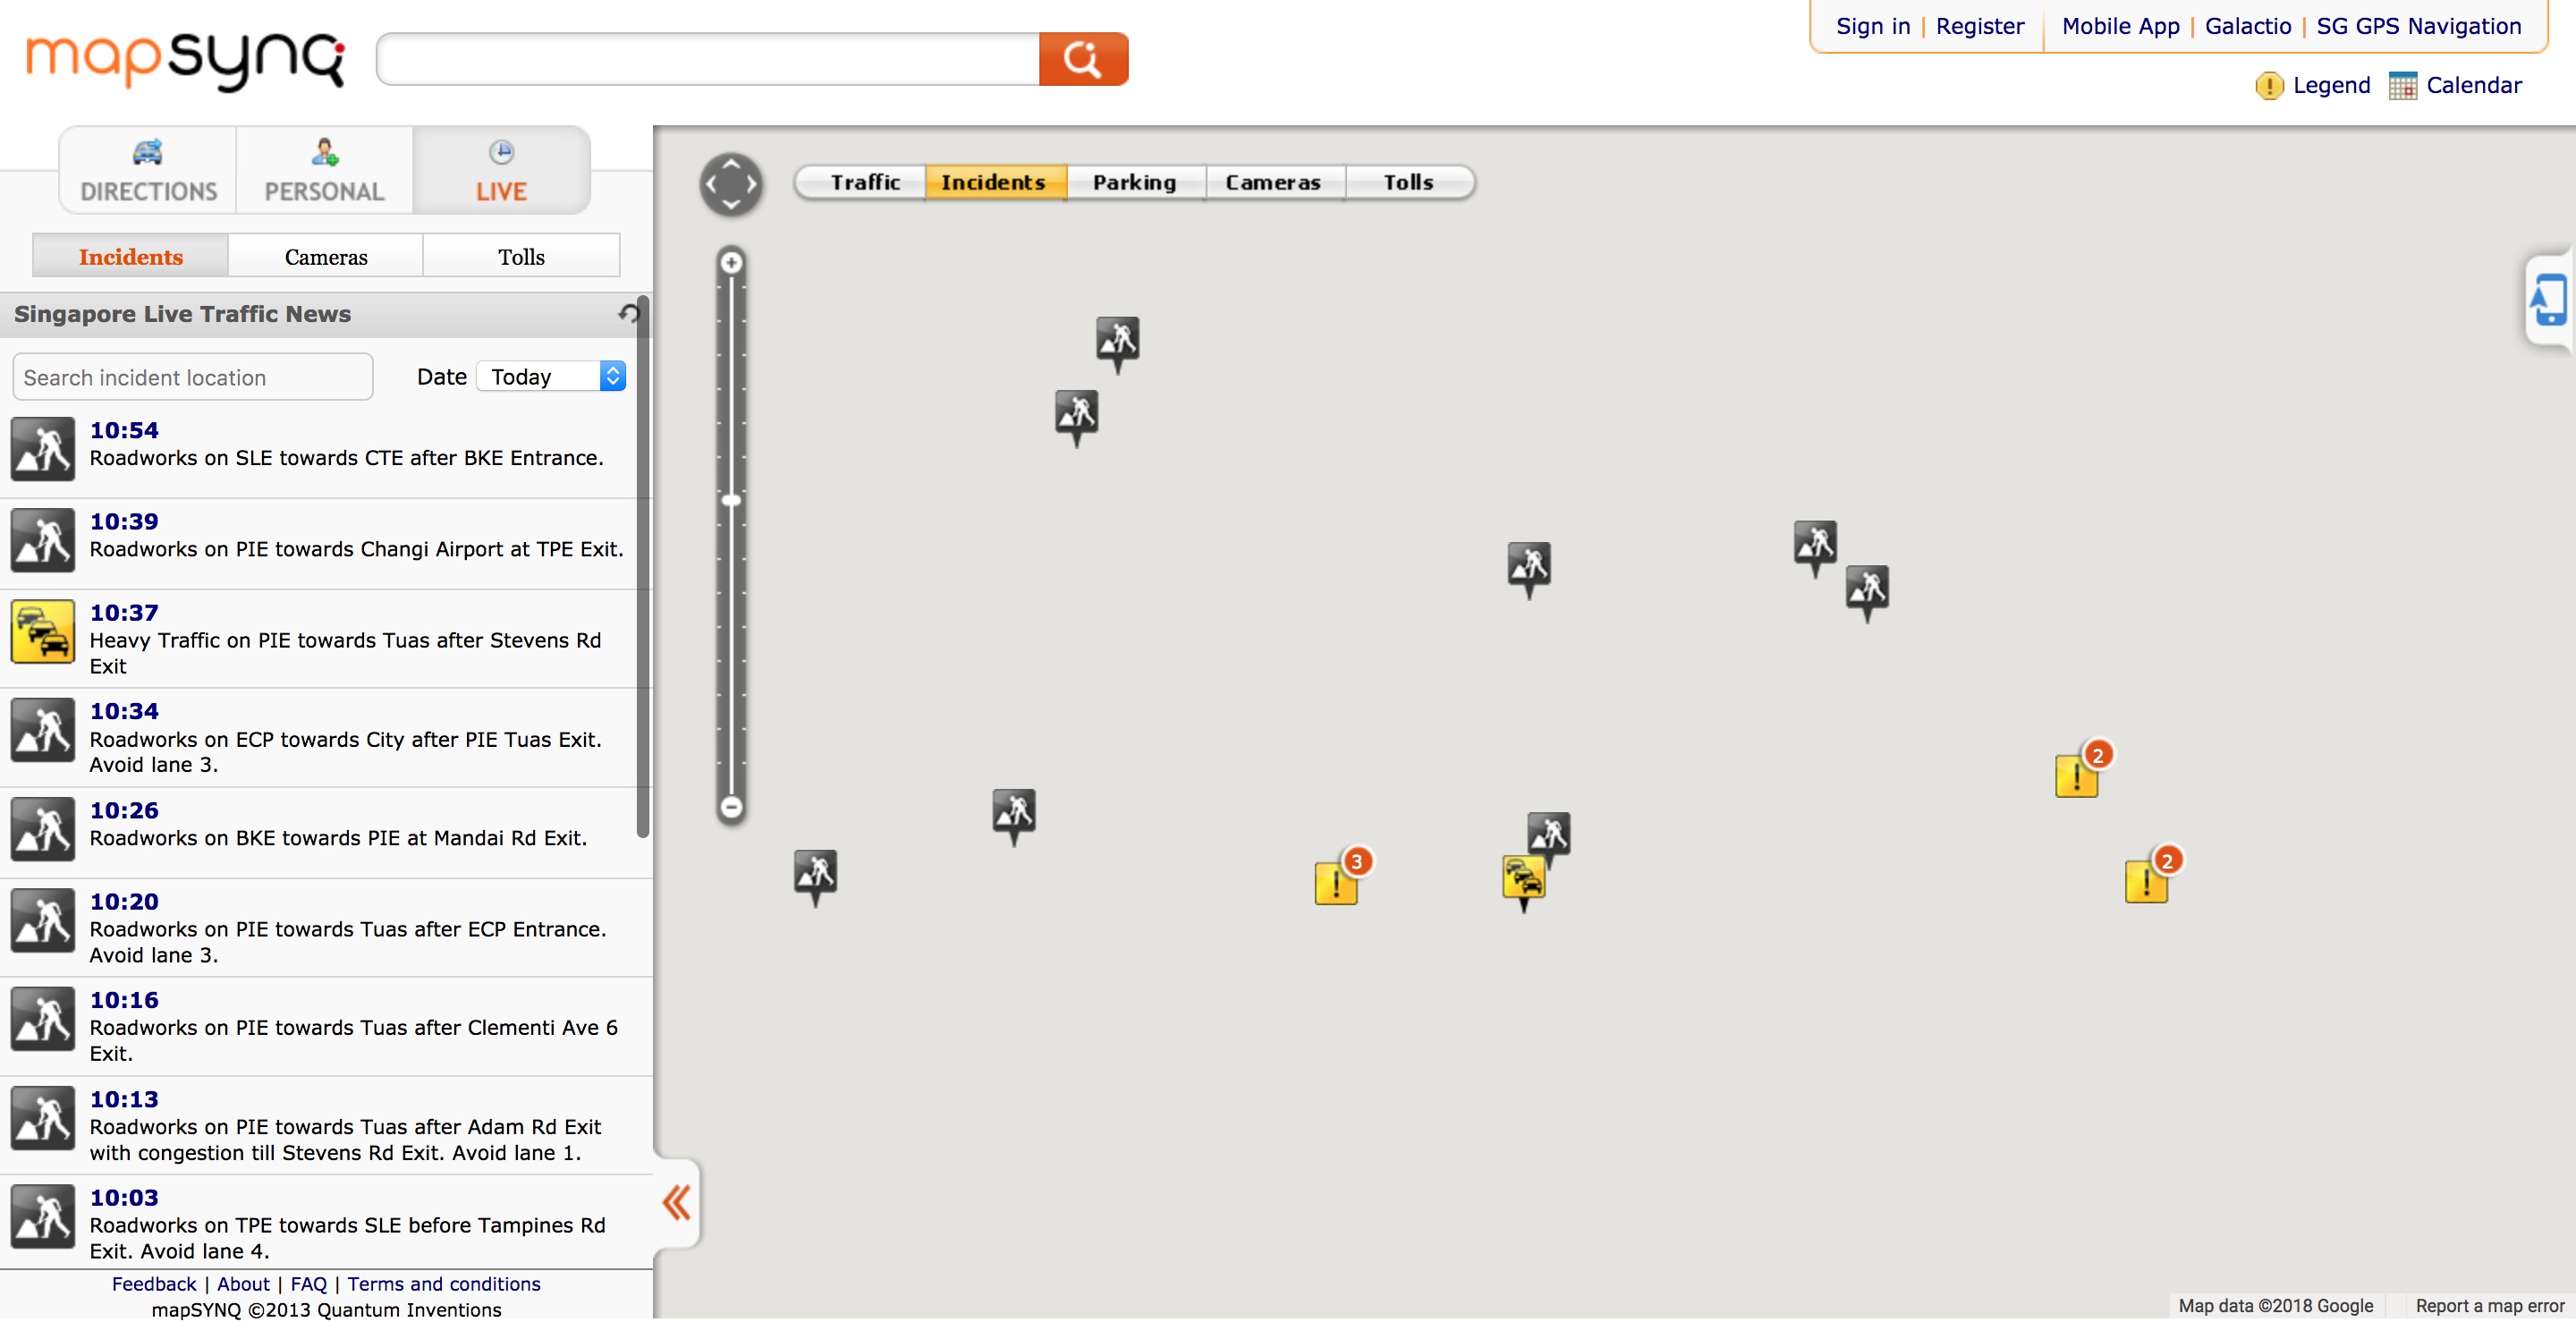 mapsynq
Sign in | Register
Mobile App | Galactio | SG GPS Navigation
Legend
Calendar
DIRECTIONS
PERSONAL
LIVE
Traffic
Incidents
Parking
Cameras
Tolls
Incidents
Cameras
Tolls
Singapore Live Traffic News
Search incident location
Date
Today
10:54
Roadworks on SLE towards CTE after BKE Entrance.
10:39
Roadworks on PIE towards Changi Airport at TPE Exit.
10:37
Heavy Traffic on PIE towards Tuas after Stevens Rd
Exit
10:34
Roadworks on ECP towards City after PIE Tuas Exit.
Avoid lane 3.
10:26
Roadworks on BKE towards PIE at Mandai Rd Exit.
10:20
Roadworks on PIE towards Tuas after ECP Entrance.
Avoid lane 3.
10:16
Roadworks on PIE towards Tuas after Clementi Ave 6
Exit.
10:13
Roadworks on PIE towards Tuas after Adam Rd Exit
with congestion till Stevens Rd Exit. Avoid lane 1.
10:03
Roadworks on TPE towards SLE before Tampines Rd
Exit. Avoid lane 4.
Feedback | About | FAQ | Terms and conditions
mapSYNQ ©2013 Quantum Inventions
2
3
2
Map data ©2018 Google
Report a map error